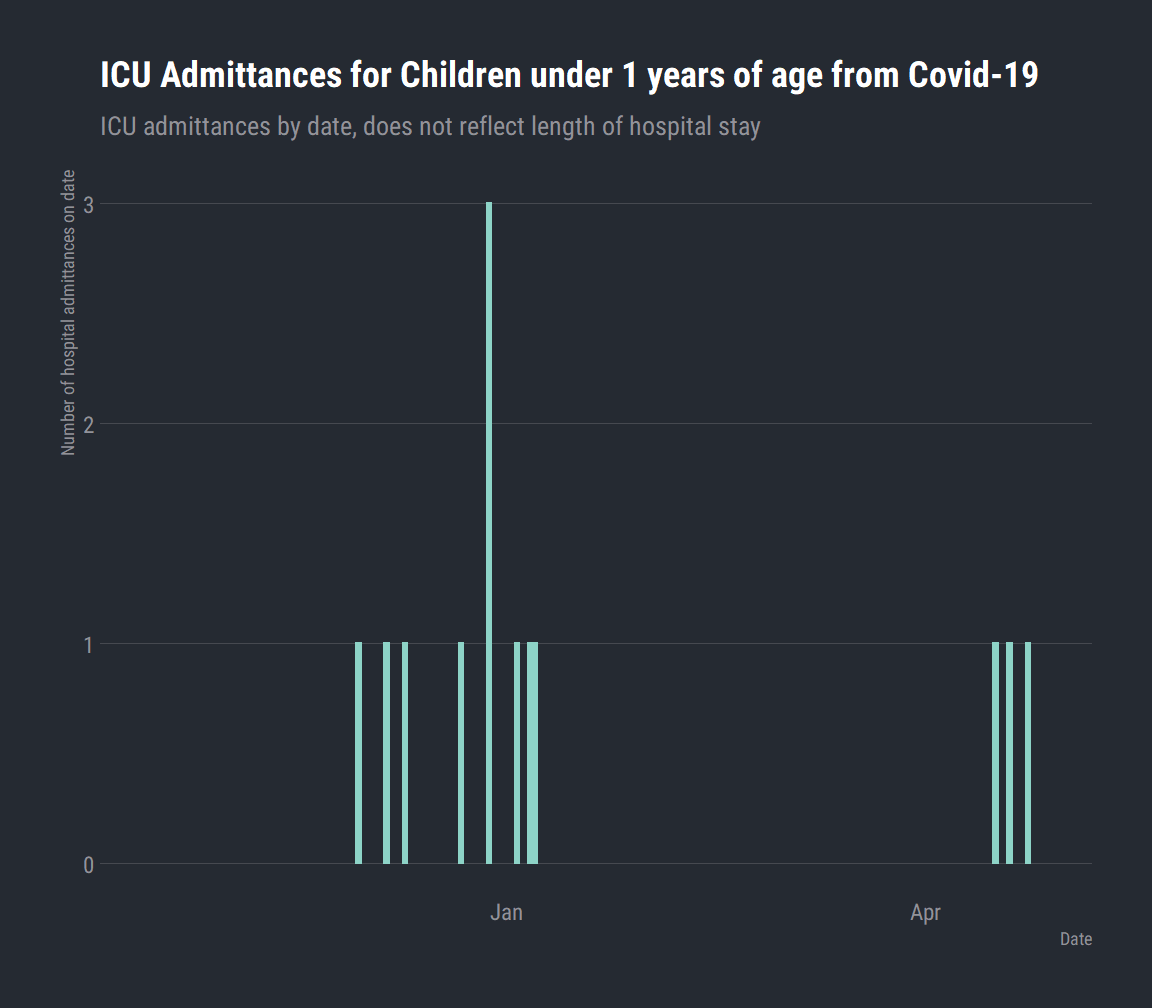 ICU Admittances for Children under 1 years of age from Covid-19
ICU admittances by date, does not reflect length of hospital stay
Number of hospital admittances on date
3
2
1
0
Jan
Apr
Date